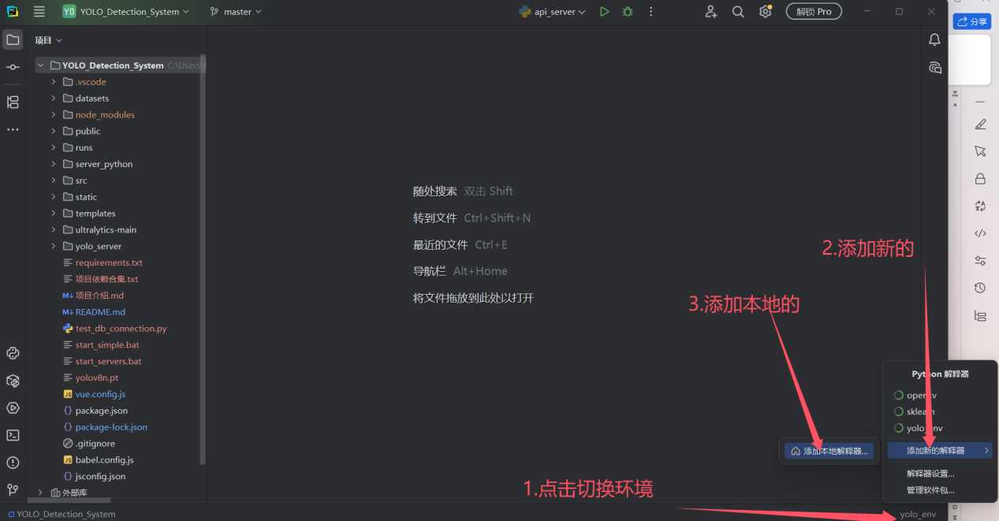 YO YOLO_Detection_System
master
api_server
解锁 Pro
分享
项目
YOLO_Detection_System C:\Users\
.vscode
datasets
node_modules
public
runs
server_python
src
static
templates
ultralytics-main
yolo_server
requirements.txt
项目依赖合集.txt
M↓ 项目介绍.md
M↓ README.md
test_db_connection.py
start_simple.bat
start_servers.bat
yolov8n.pt
JS vue.config.js
{} package.json
{} package-lock.json
.gitignore
JS babel.config.js
{} jsconfig.json
外部库
随处搜索 双击 Shift
转到文件 Ctrl+Shift+N
最近的文件 Ctrl+E
导航栏 Alt+Home
将文件拖放到此处以打开
2.添加新的
3.添加本地的
1.点击切换环境
Python 解释器
opencv
sklearn
yolo_env
添加新的解释器
添加本地解释器...
解释器设置...
管理软件包...
YOLO_Detection_System
yolo_env